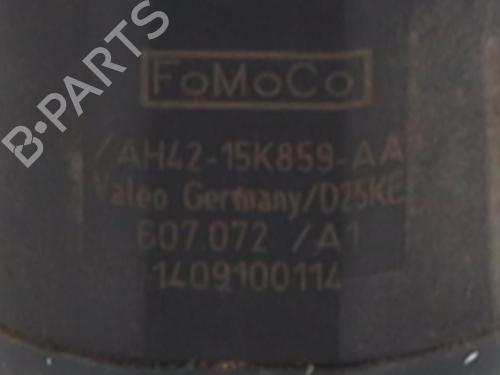 FoMoCo
/AH42-15K859-AA
Valeo Germany/D25KE
607.072 /A1
1409100114
B-PARTS